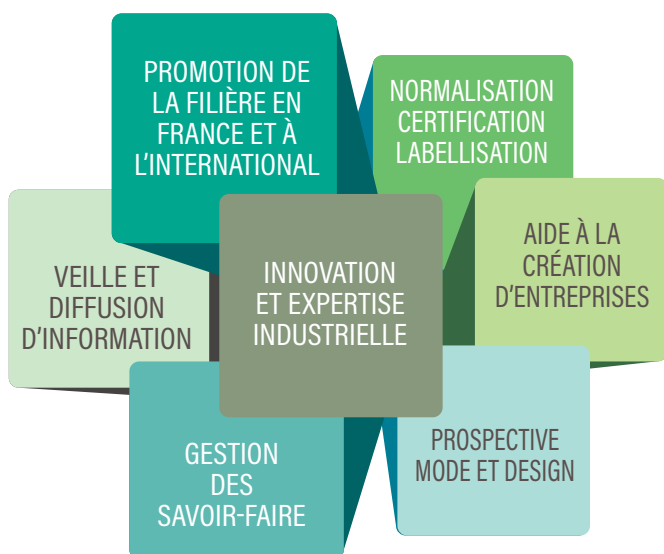 PROMOTION DE
LA FILIÈRE EN
FRANCE ET À
L'INTERNATIONAL
NORMALISATION
CERTIFICATION
LABELLISATION
VEILLE ET
DIFFUSION
D'INFORMATION
INNOVATION
ET EXPERTISE
INDUSTRIELLE
AIDE À LA
CRÉATION
D'ENTREPRISES
GESTION
DES
SAVOIR-FAIRE
PROSPECTIVE
MODE ET DESIGN